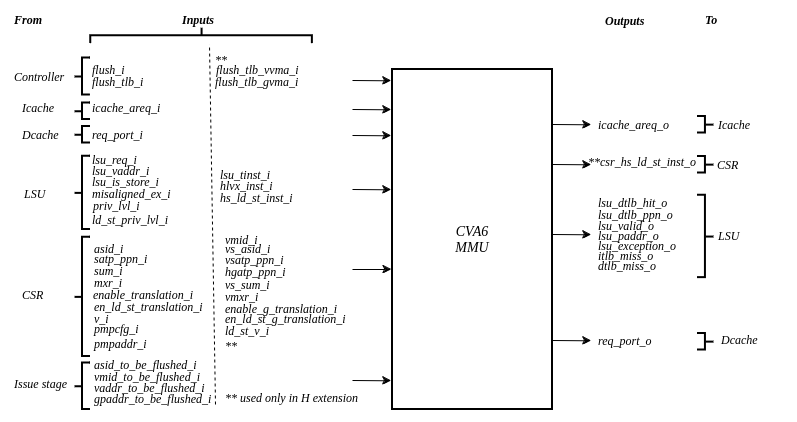 From
Inputs
Outputs
To
Controller
flush_i
flush_tlb_i
**
flush_tlb_vvma_i
flush_tlb_gvma_i
Icache
icache_areq_i
Dcache
req_port_i
LSU
lsu_req_i
lsu_vaddr_i
lsu_is_store_i
misaligned_ex_i
priv_lvl_i
ld_st_priv_lvl_i
lsu_tinst_i
hlvx_inst_i
hs_ld_st_inst_i
CSR
asid_i
satp_ppn_i
sum_i
mxr_i
enable_translation_i
en_ld_st_translation_i
v_i
pmpcfg_i
pmpaddr_i
vmid_i
vs_asid_i
vsatp_ppn_i
hgatp_ppn_i
vs_sum_i
vmxr_i
enable_g_translation_i
en_ld_st_g_translation_i
ld_st_v_i
**
Issue stage
asid_to_be_flushed_i
vmid_to_be_flushed_i
vaddr_to_be_flushed_i
gpaddr_to_be_flushed_i
** used only in H extension
CVA6
MMU
icache_areq_o
Icache
**csr_hs_ld_st_inst_o
CSR
lsu_dtlb_hit_o
lsu_dtlb_ppn_o
lsu_valid_o
lsu_paddr_o
lsu_exception_o
itlb_miss_o
dtlb_miss_o
LSU
req_port_o
Dcache